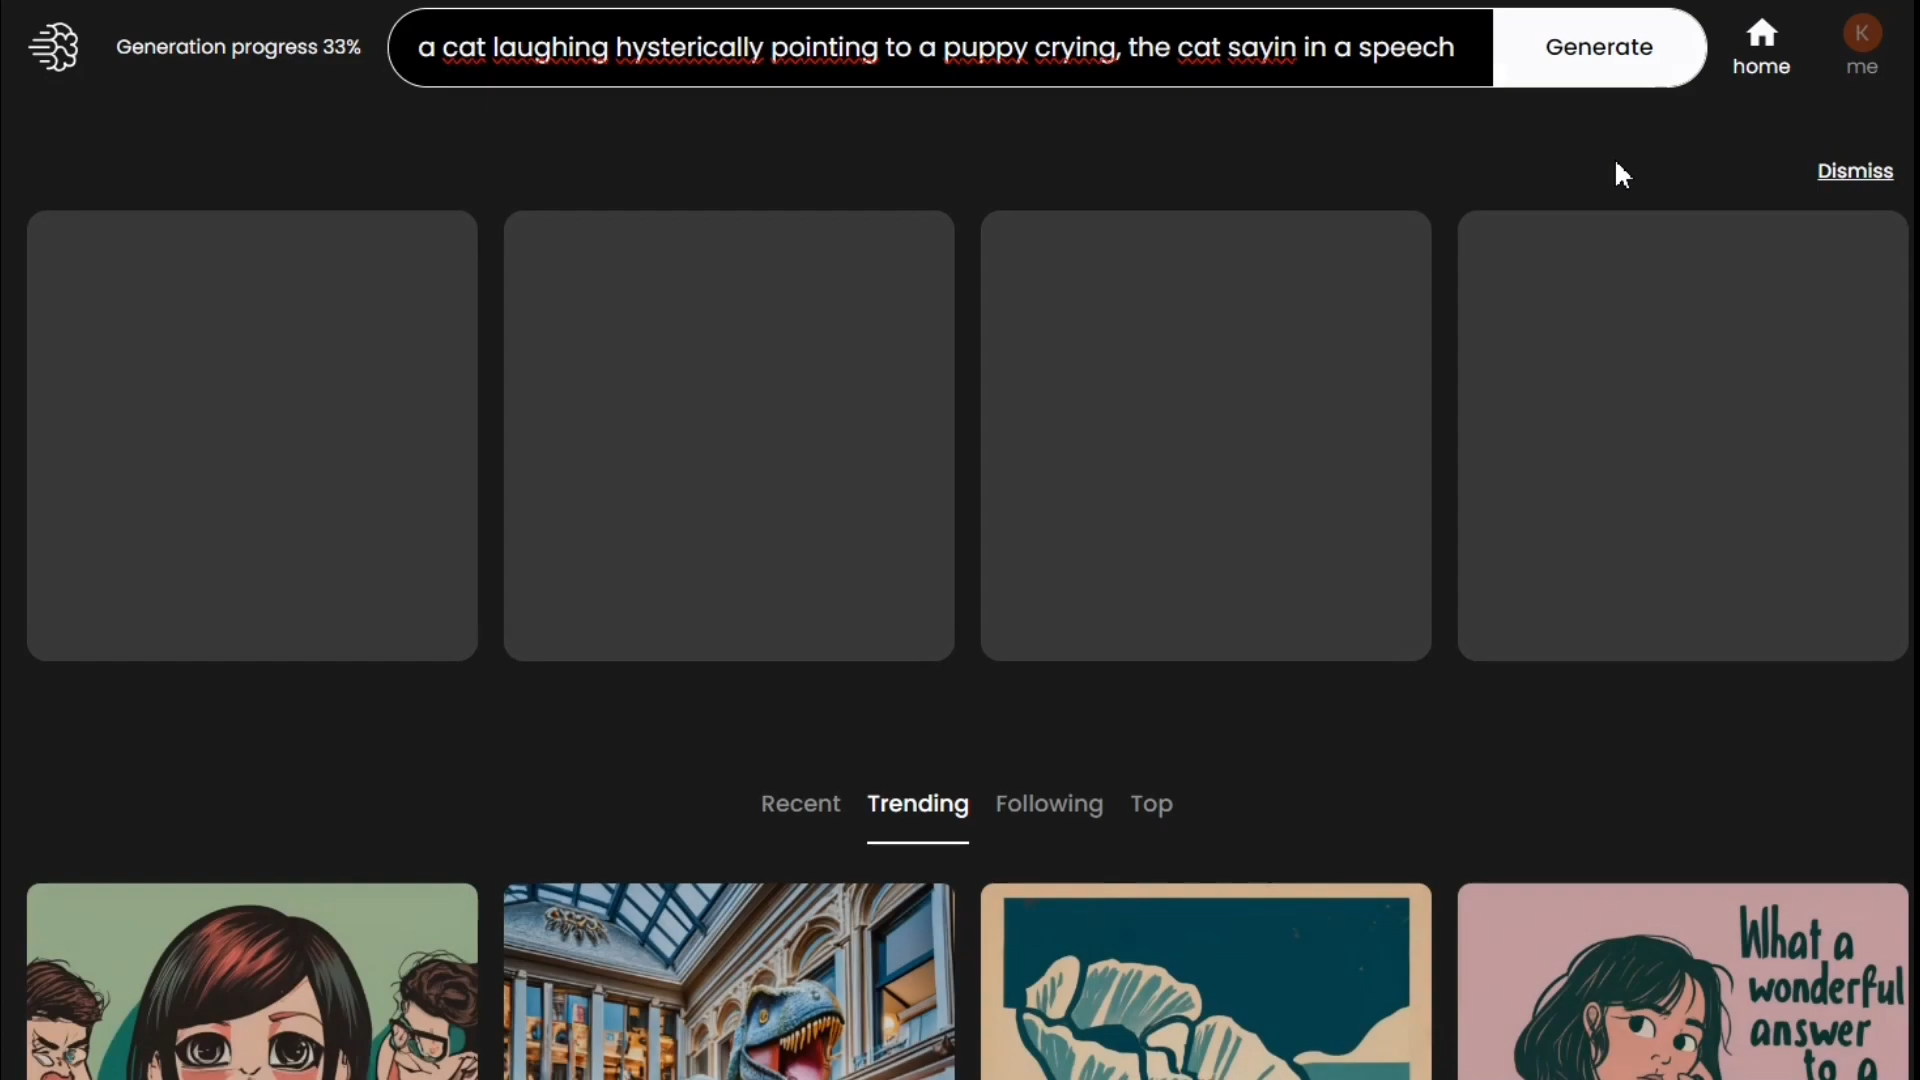 Generation progress 33%
a cat laughing hysterically pointing to a puppy crying, the cat sayin in a speech
Generate
home
K
me
Dismiss
Recent
Trending
Following
Top
What a
wonderful
answer
to a